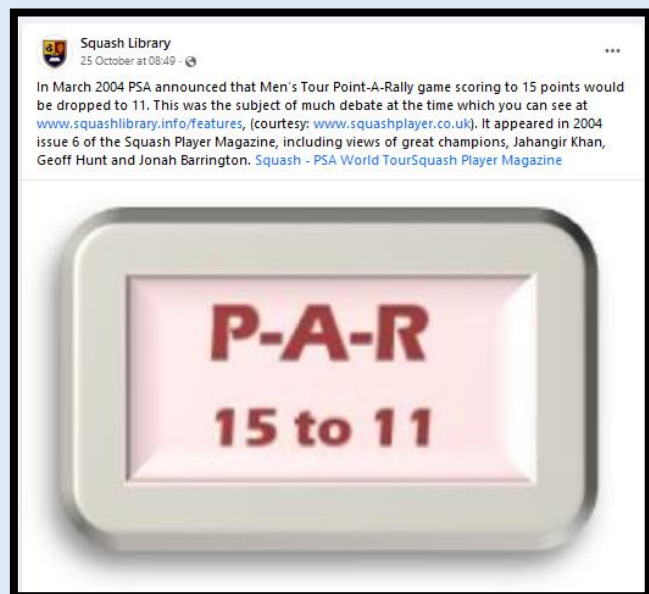 Squash Library
25 October at 08:49 ·
In March 2004 PSA announced that Men's Tour Point-A-Rally game scoring to 15 points would
be dropped to 11. This was the subject of much debate at the time which you can see at
www.squashlibrary.info/features, (courtesy: www.squashplayer.co.uk). It appeared in 2004
issue 6 of the Squash Player Magazine, including views of great champions, Jahangir Khan,
Geoff Hunt and Jonah Barrington. Squash - PSA World TourSquash Player Magazine
P-A-R
15 to 11